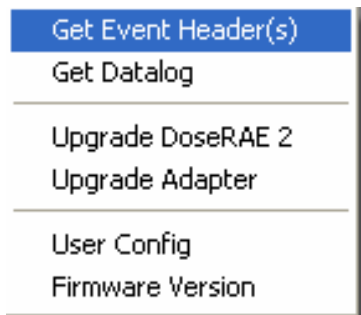 Get Event Header(s)
Get Datalog
Upgrade DoseRAE 2
Upgrade Adapter
User Config
Firmware Version